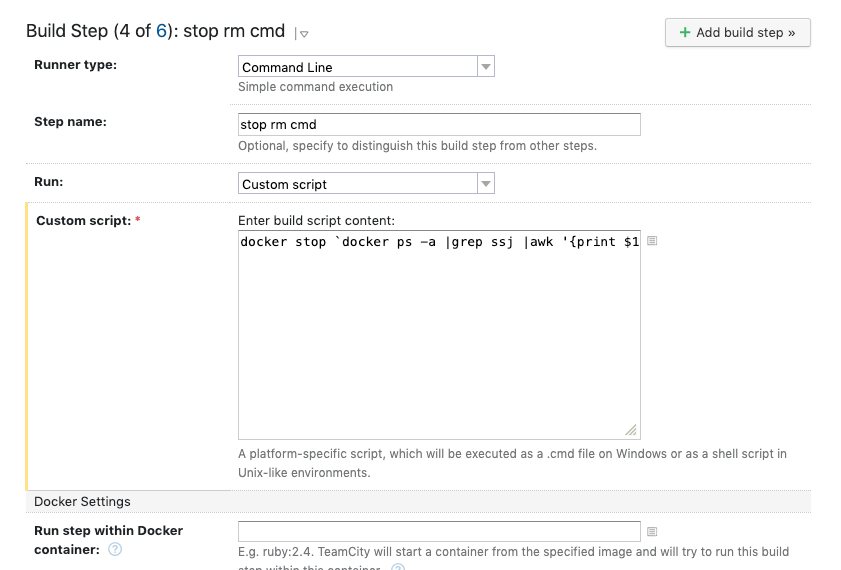 Build Step (4 of 6): stop rm cmd
+ Add build step »
Runner type:
Command Line
Simple command execution
Step name:
stop rm cmd
Optional, specify to distinguish this build step from other steps.
Run:
Custom script
Custom script: *
Enter build script content:
docker stop `docker ps -a |grep ssj |awk '{print $1
A platform-specific script, which will be executed as a .cmd file on Windows or as a shell script in
Unix-like environments.
Docker Settings
Run step within Docker
container: ?
E.g. ruby:2.4. TeamCity will start a container from the specified image and will try to run this build
step within this container. ?